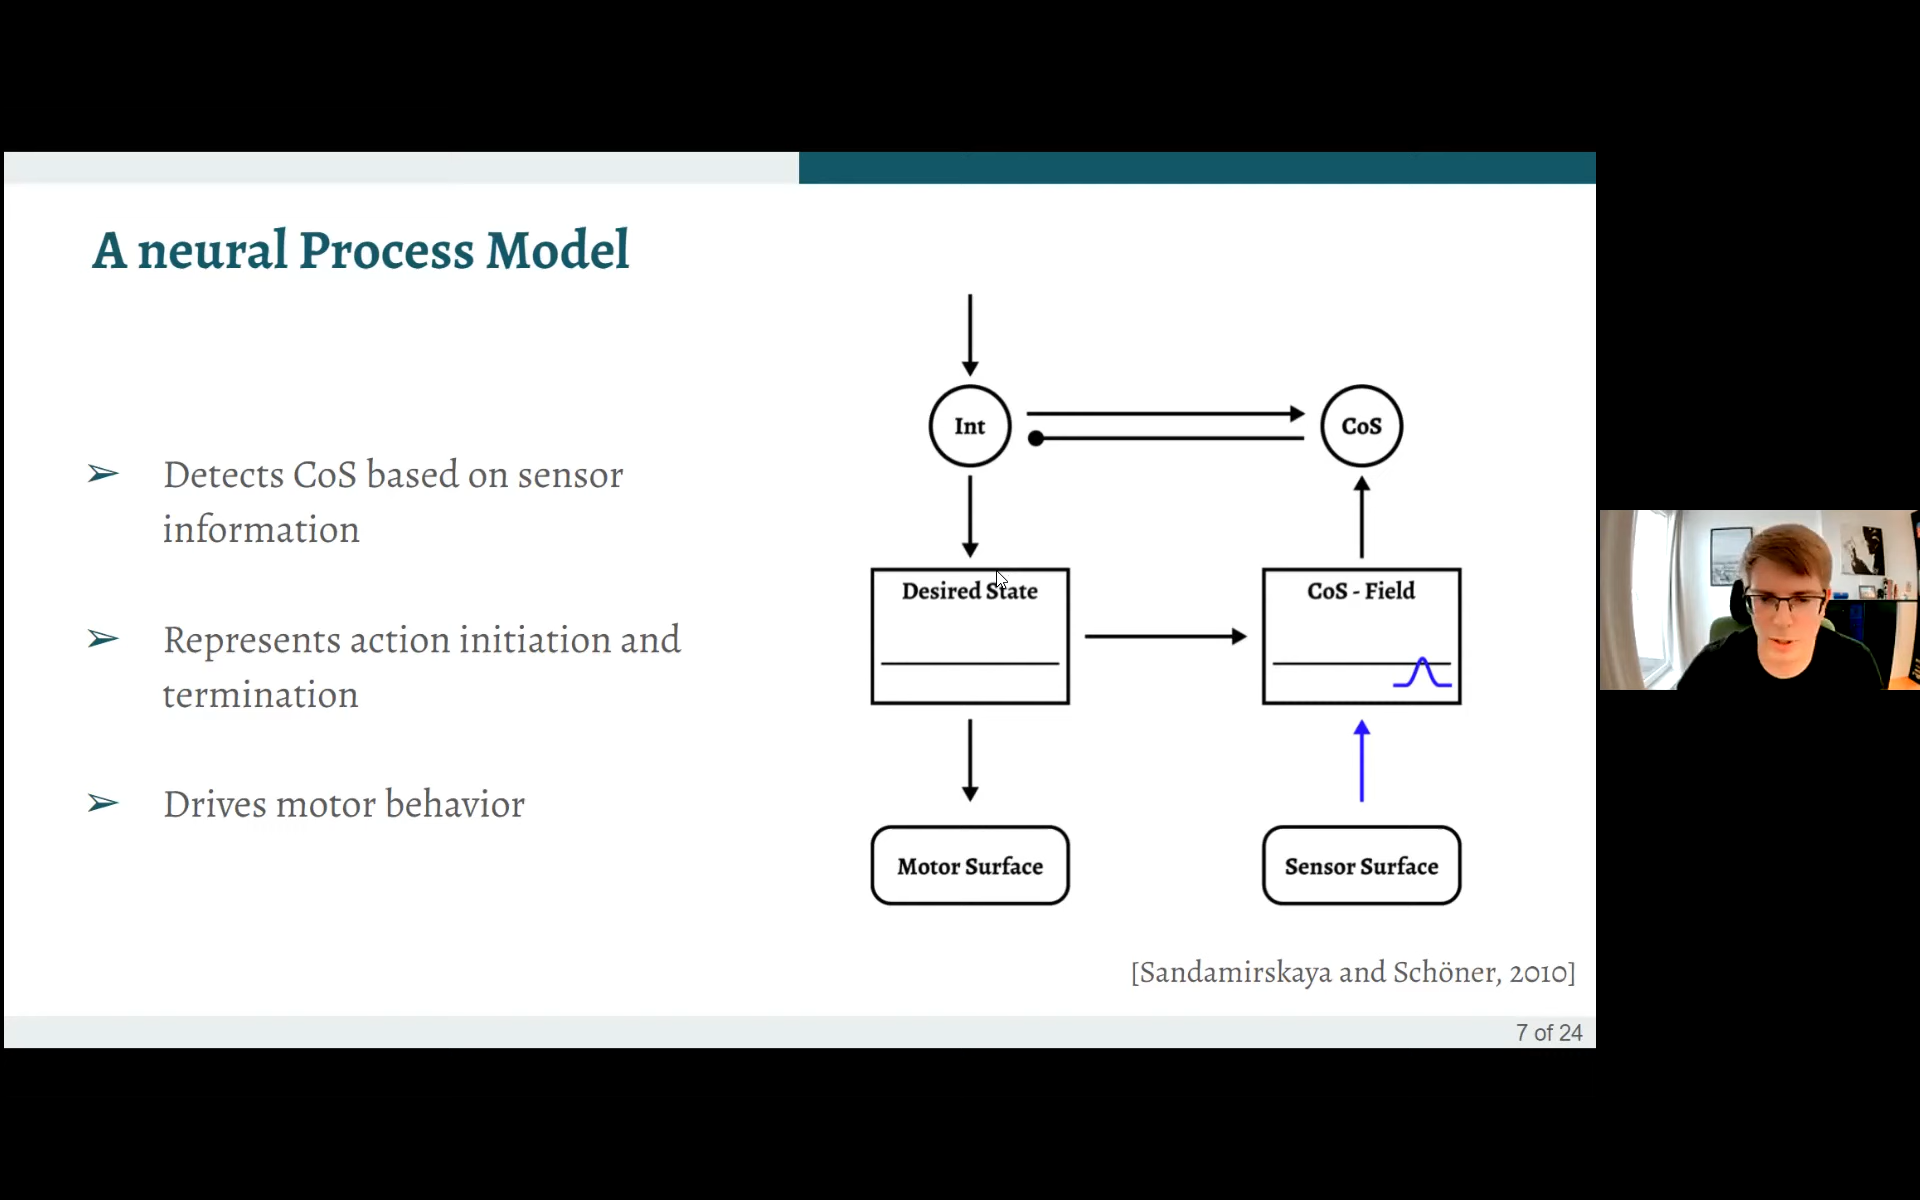 A neural Process Model
➢ Detects CoS based on sensor
information
➢ Represents action initiation and
termination
➢ Drives motor behavior
Int
CoS
Desired State
CoS - Field
Motor Surface
Sensor Surface
[Sandamirskaya and Schöner, 2010]
7 of 24